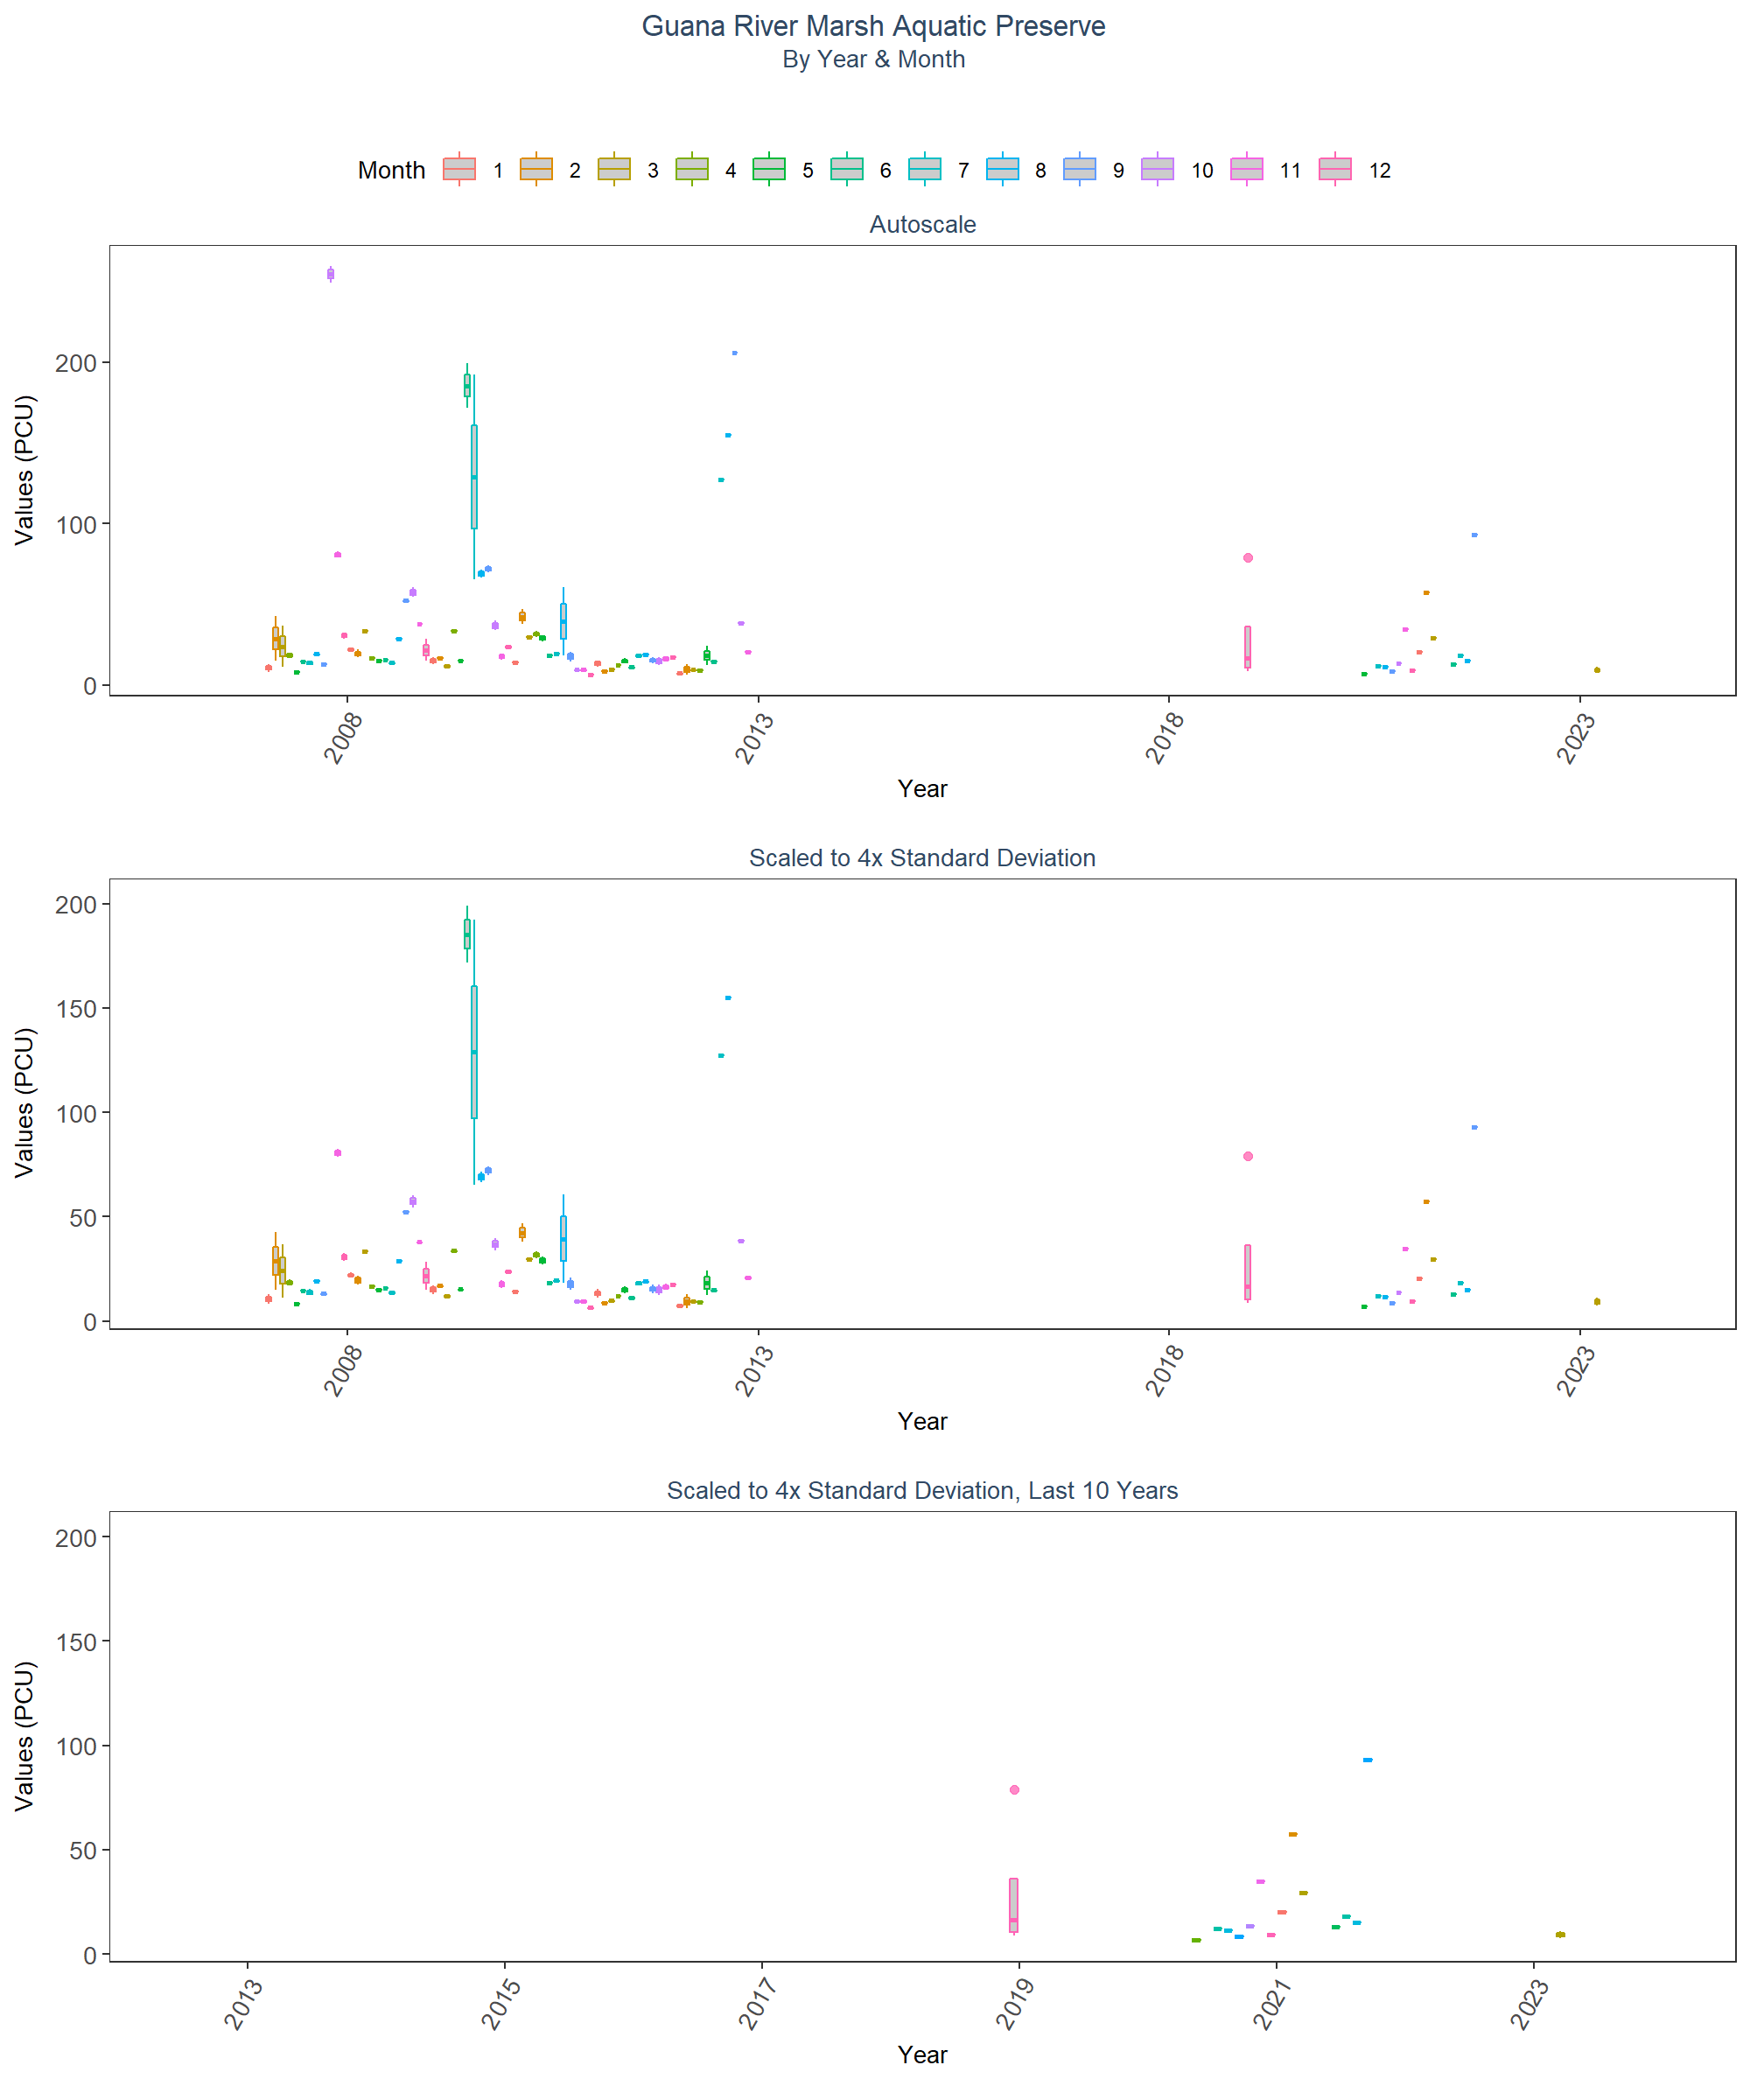 Guana River Marsh Aquatic Preserve
By Year & Month
Month 1 2 3 4 5 6 7 8 9 10 11 12
Autoscale
Values (PCU)
200
100
0
2008 2013 2018 2023
Year
Scaled to 4x Standard Deviation
Values (PCU)
200
150
100
50
0
2008 2013 2018 2023
Year
Scaled to 4x Standard Deviation, Last 10 Years
Values (PCU)
200
150
100
50
0
2013 2015 2017 2019 2021 2023
Year